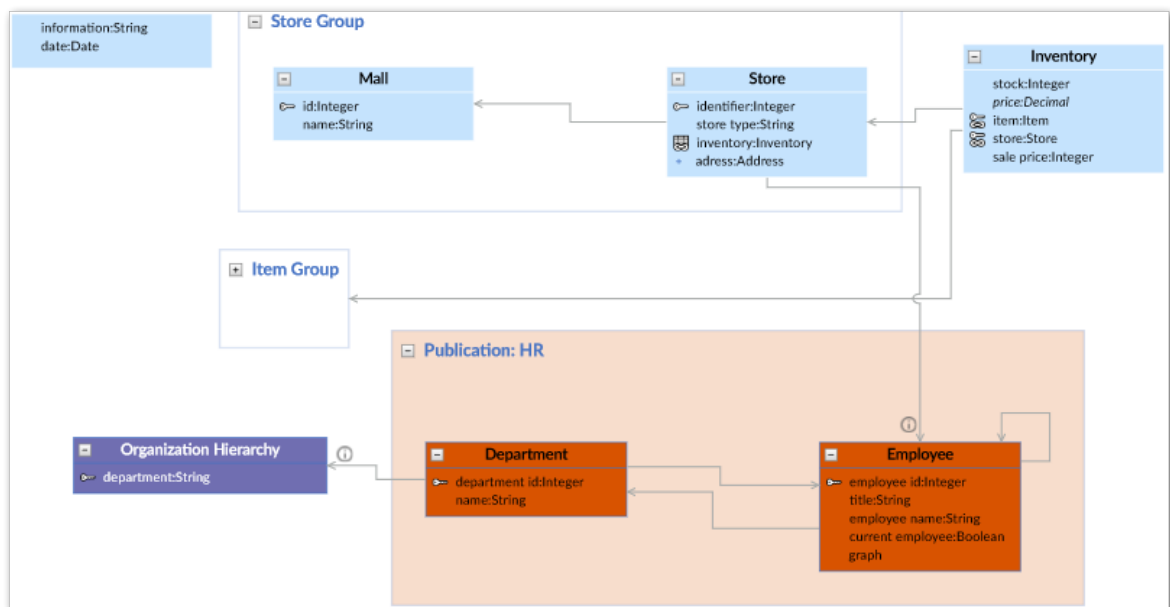 information:String
date:Date
Store Group
Mall
id:Integer
name:String
Store
identifier:Integer
store type:String
inventory:Inventory
adress:Address
Inventory
stock:Integer
price:Decimal
item:Item
store:Store
sale price:Integer
Item Group
Publication: HR
Organization Hierarchy
department:String
Department
department id:Integer
name:String
Employee
employee id:Integer
title:String
employee name:String
current employee:Boolean
graph